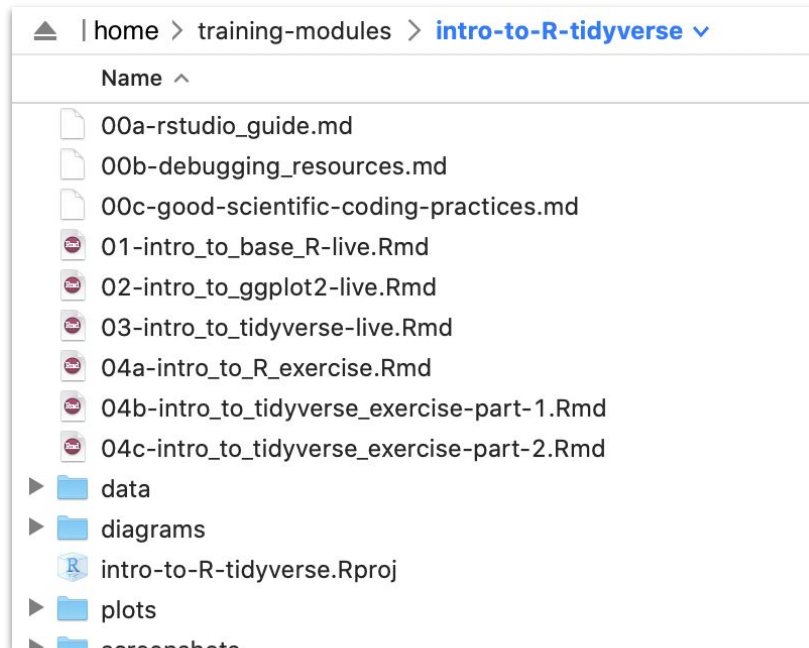 home > training-modules > intro-to-R-tidyverse
Name
00a-rstudio_guide.md
00b-debugging_resources.md
00c-good-scientific-coding-practices.md
01-intro_to_base_R-live.Rmd
02-intro_to_ggplot2-live.Rmd
03-intro_to_tidyverse-live.Rmd
04a-intro_to_R_exercise.Rmd
04b-intro_to_tidyverse_exercise-part-1.Rmd
04c-intro_to_tidyverse_exercise-part-2.Rmd
data
diagrams
intro-to-R-tidyverse.Rproj
plots
screenshots